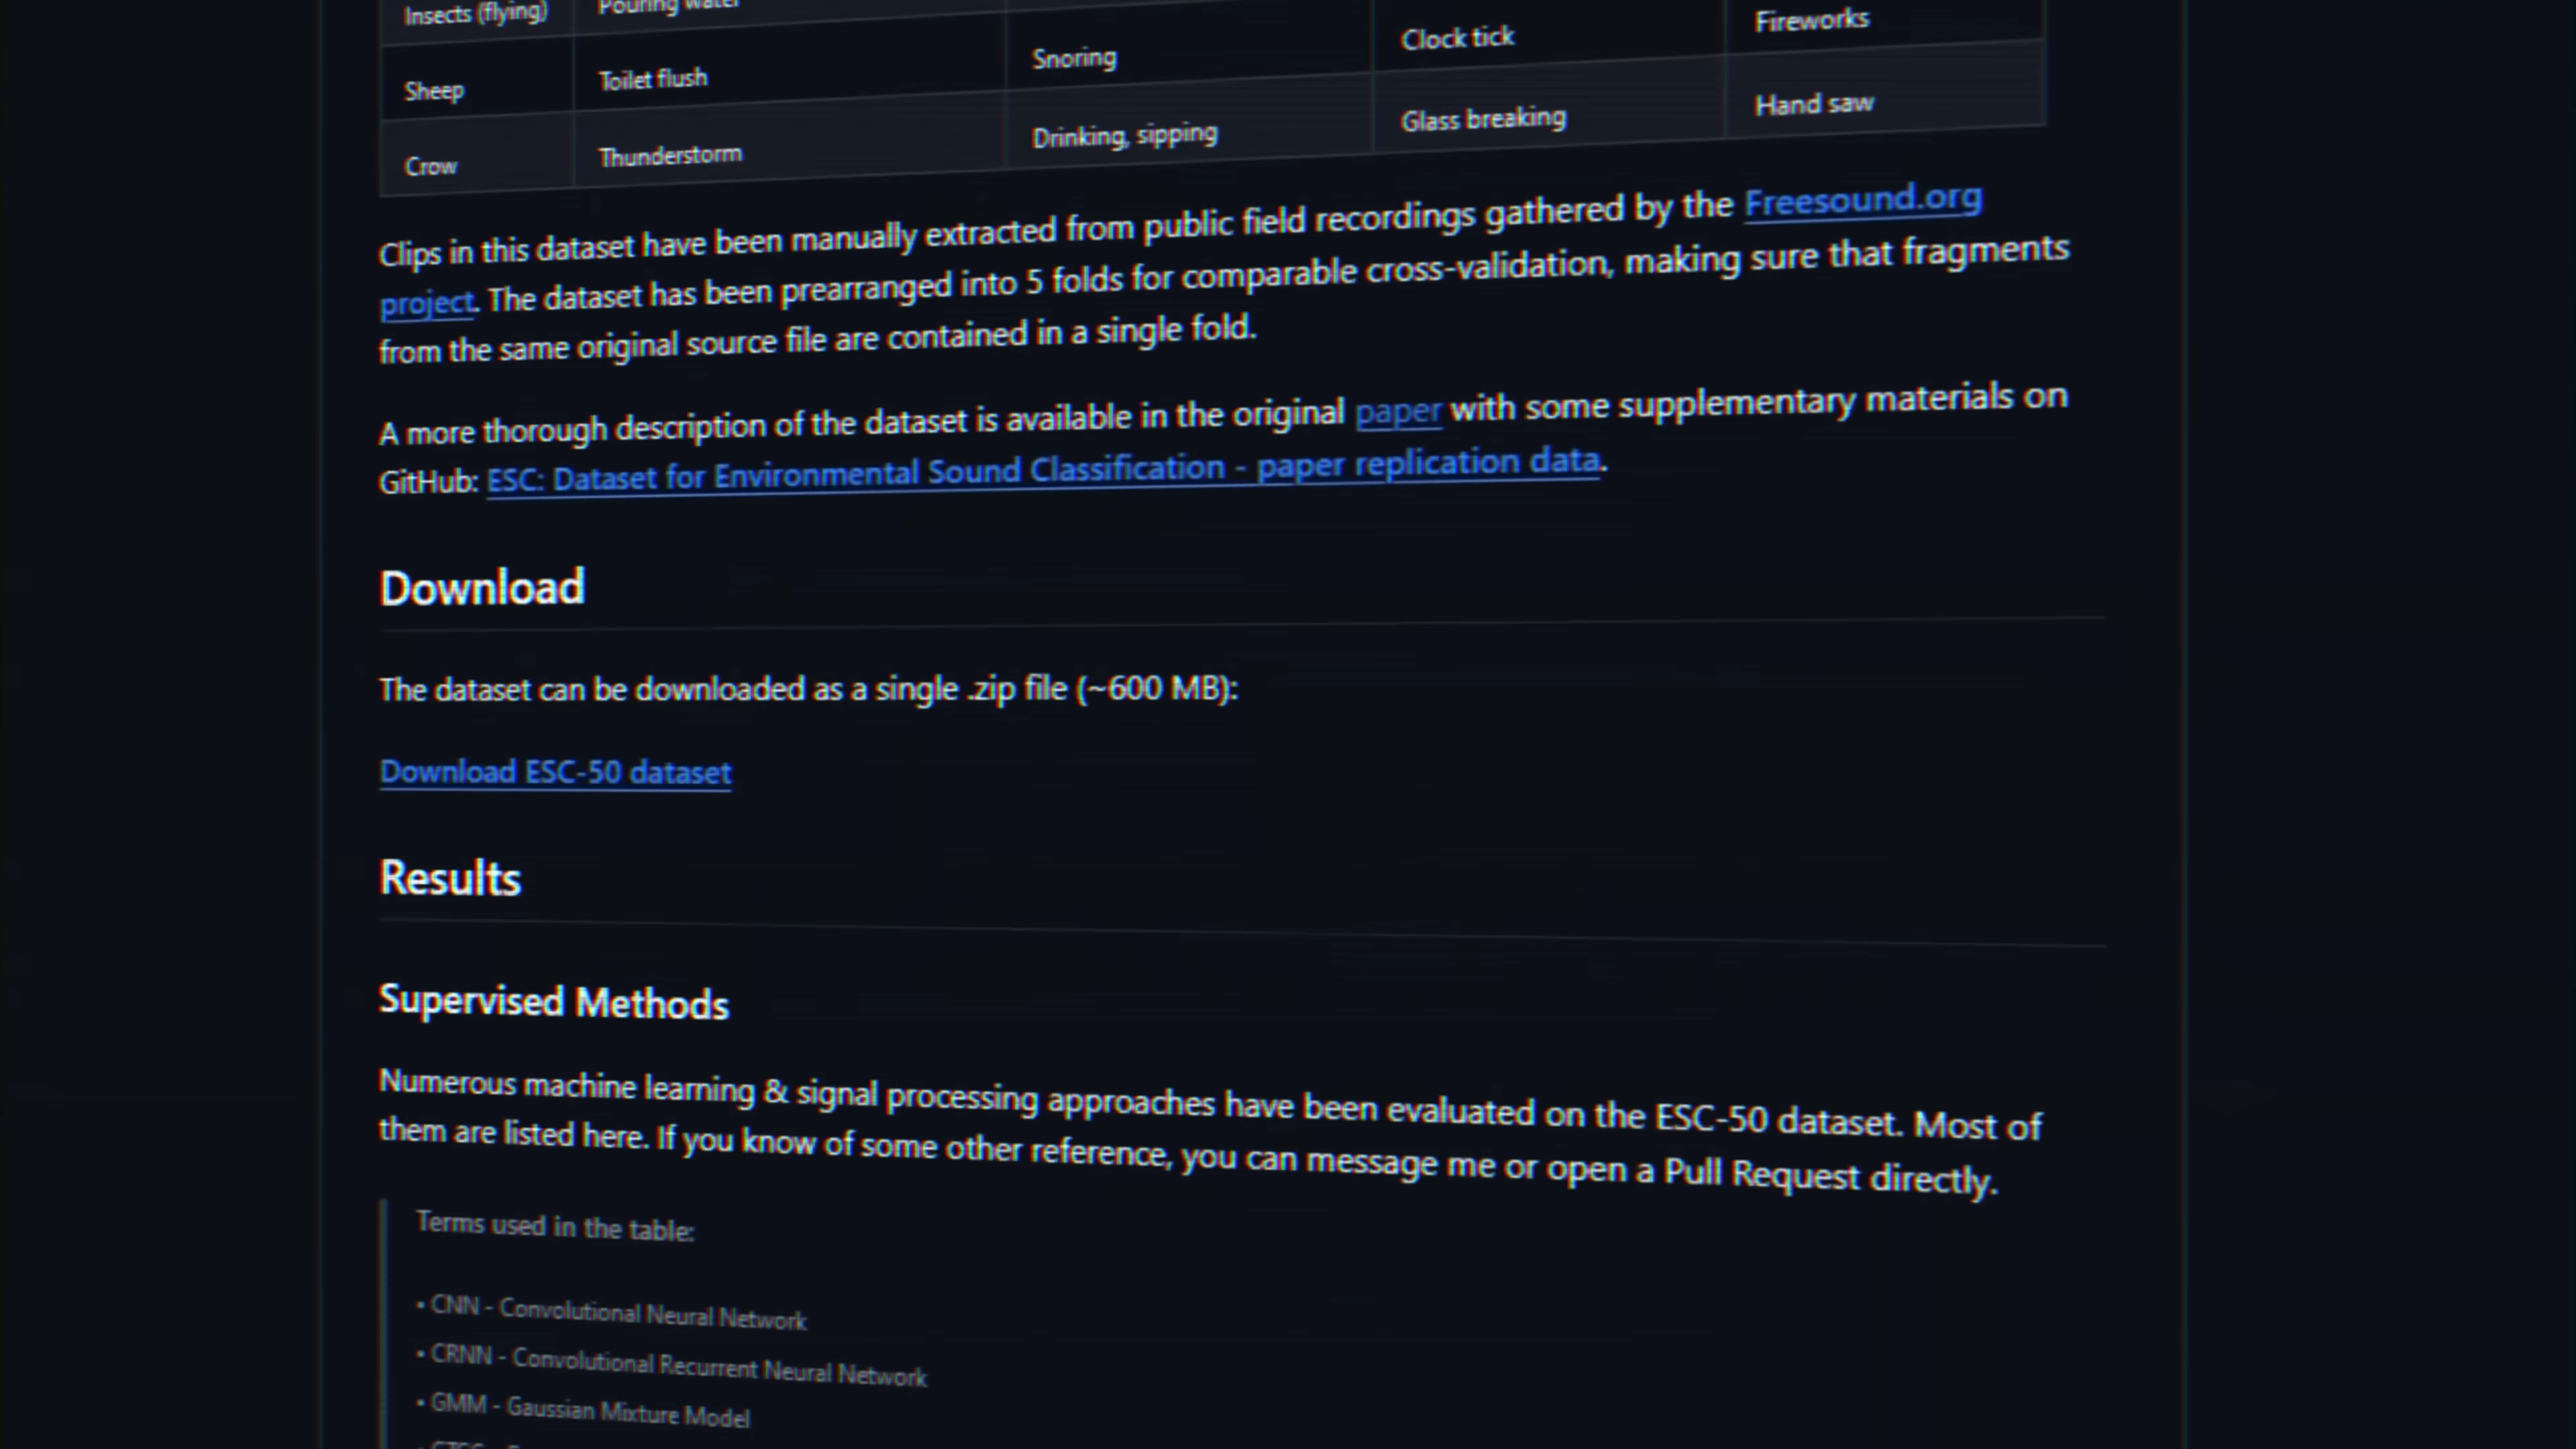 Insects (flying) Pouring water
Sheep Toilet flush Snoring Clock tick Fireworks
Crow Thunderstorm Drinking, sipping Glass breaking Hand saw
Clips in this dataset have been manually extracted from public field recordings gathered by the Freesound.org
project. The dataset has been prearranged into 5 folds for comparable cross-validation, making sure that fragments
from the same original source file are contained in a single fold.
A more thorough description of the dataset is available in the original paper with some supplementary materials on
GitHub: ESC: Dataset for Environmental Sound Classification - paper replication data.
Download
The dataset can be downloaded as a single .zip file (~600 MB):
Download ESC-50 dataset
Results
Supervised Methods
Numerous machine learning & signal processing approaches have been evaluated on the ESC-50 dataset. Most of
them are listed here. If you know of some other reference, you can message me or open a Pull Request directly.
Terms used in the table:
• CNN - Convolutional Neural Network
• CRNN - Convolutional Recurrent Neural Network
• GMM - Gaussian Mixture Model